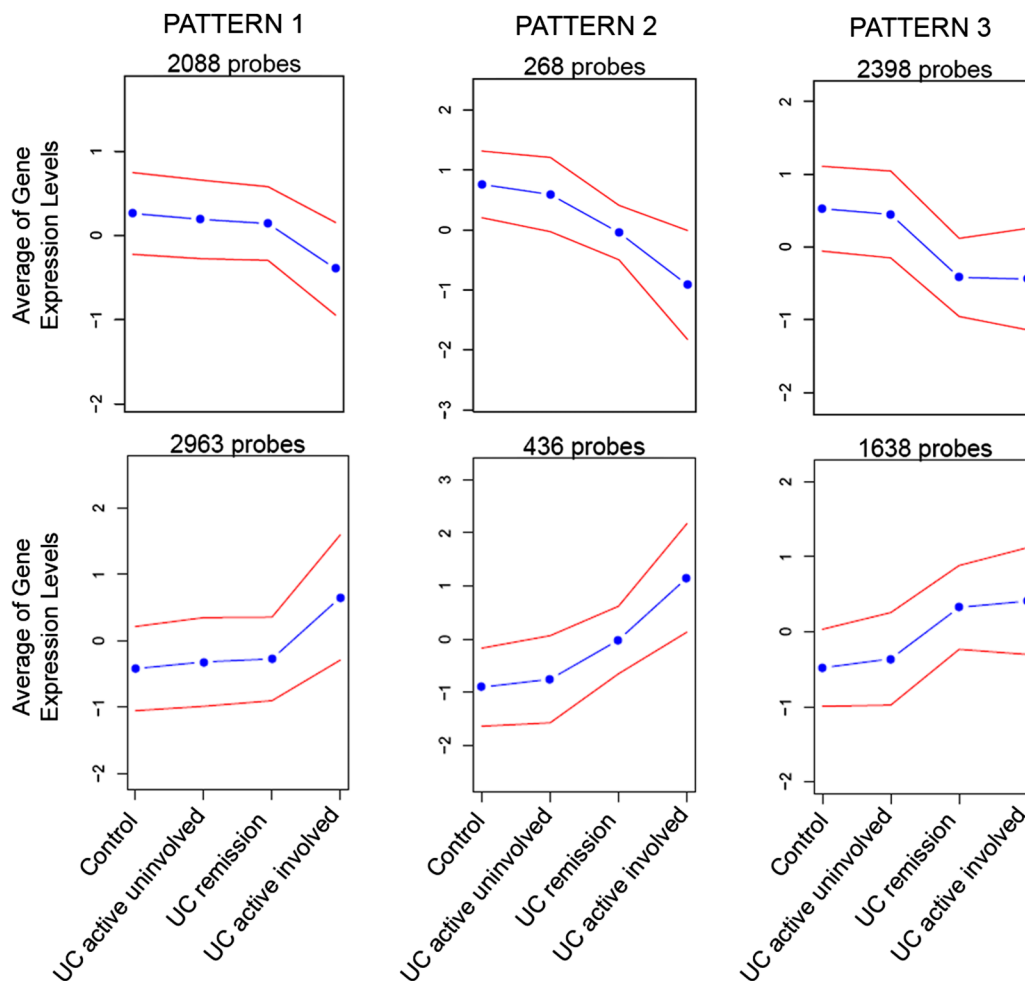 PATTERN 1
PATTERN 2
PATTERN 3
2088 probes
268 probes
2398 probes
Average of Gene
Expression Levels
1
0
-1
-2
2
1
0
-1
-2
-3
2
1
0
-1
-2
2963 probes
436 probes
1638 probes
Average of Gene
Expression Levels
2
1
0
-1
-2
3
2
1
0
-1
-2
2
1
0
-1
-2
Control
UC active uninvolved
UC remission
UC active involved
Control
UC active uninvolved
UC remission
UC active involved
Control
UC active uninvolved
UC remission
UC active involved